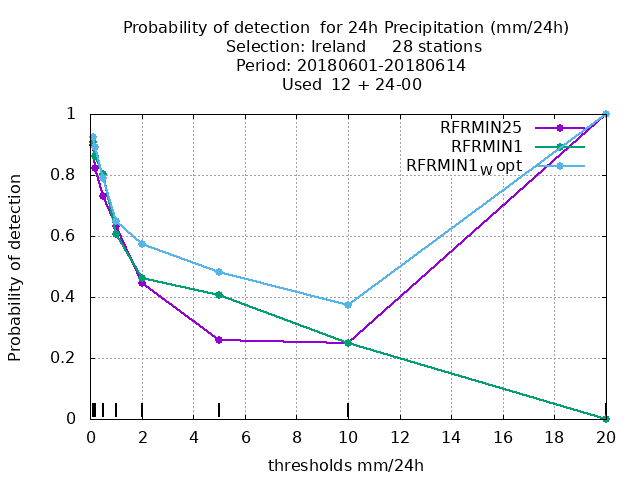 Probability of detection  for 24h Precipitation (mm/24h)
Selection: Ireland     28 stations
Period: 20180601-20180614
Used  12 + 24-00
RFRMIN25
RFRMIN1
RFRMIN1W opt
Probability of detection
1
0.8
0.6
0.4
0.2
0
0 2 4 6 8 10 12 14 16 18 20
thresholds mm/24h